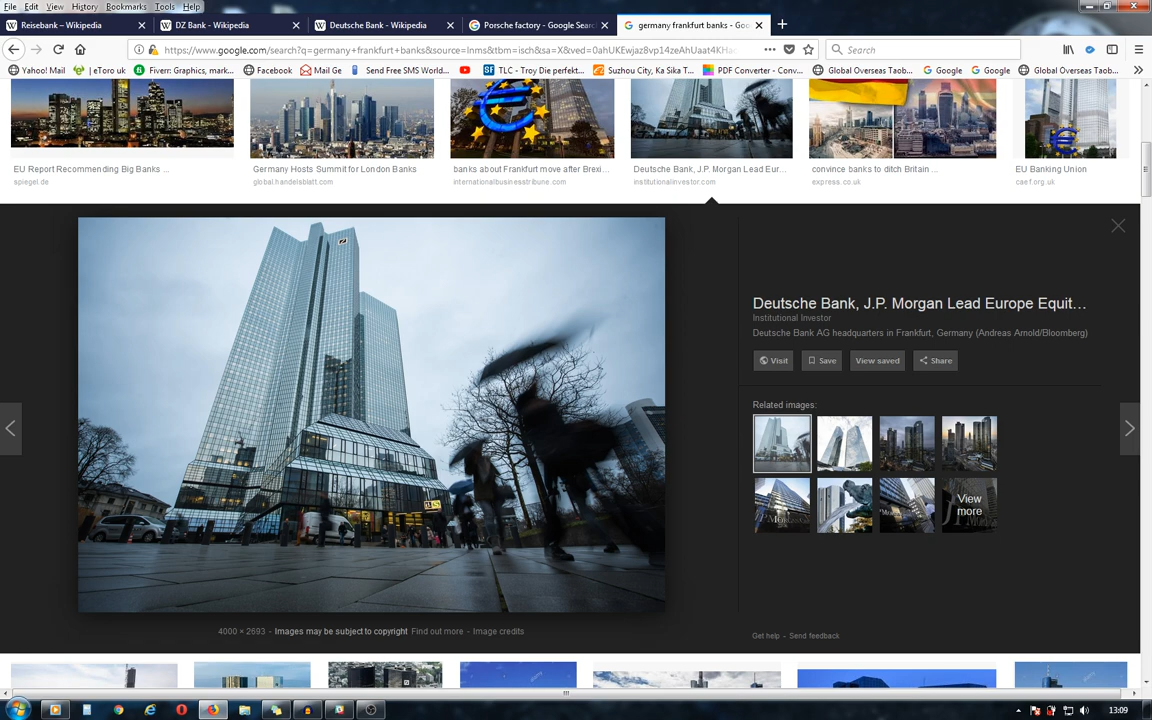 File Edit View History Bookmarks Tools Help
Reisebank – Wikipedia
DZ Bank - Wikipedia
Deutsche Bank - Wikipedia
Porsche factory - Google Searc
germany frankfurt banks - Goo
https://www.google.com/search?q=germany+frankfurt+banks&source=lnms&tbm=isch&sa=X&ved=0ahUKEwjaz8vp14zeAhUaat4KHa
Search
Yahoo! Mail
eToro uk
Fiverr: Graphics, mark...
Facebook
Mail Ge
Send Free SMS World...
TLC - Troy Die perfekt...
Suzhou City, Ka Sika T...
PDF Converter - Conv...
Global Overseas Taob...
Google
Google
Global Overseas Taob...
EU Report Recommending Big Banks ...
spiegel.de
Germany Hosts Summit for London Banks
global.handelsblatt.com
banks about Frankfurt move after Brexi...
internationalbusinesstribune.com
Deutsche Bank, J.P. Morgan Lead Eur...
institutionalinvestor.com
convince banks to ditch Britain ...
express.co.uk
EU Banking Union
caef.org.uk
Deutsche Bank, J.P. Morgan Lead Europe Equit...
Institutional Investor
Deutsche Bank AG headquarters in Frankfurt, Germany (Andreas Arnold/Bloomberg)
Visit
Save
View saved
Share
Related images:
View
more
4000 × 2693 - Images may be subject to copyright Find out more - Image credits
Get help - Send feedback
13:09